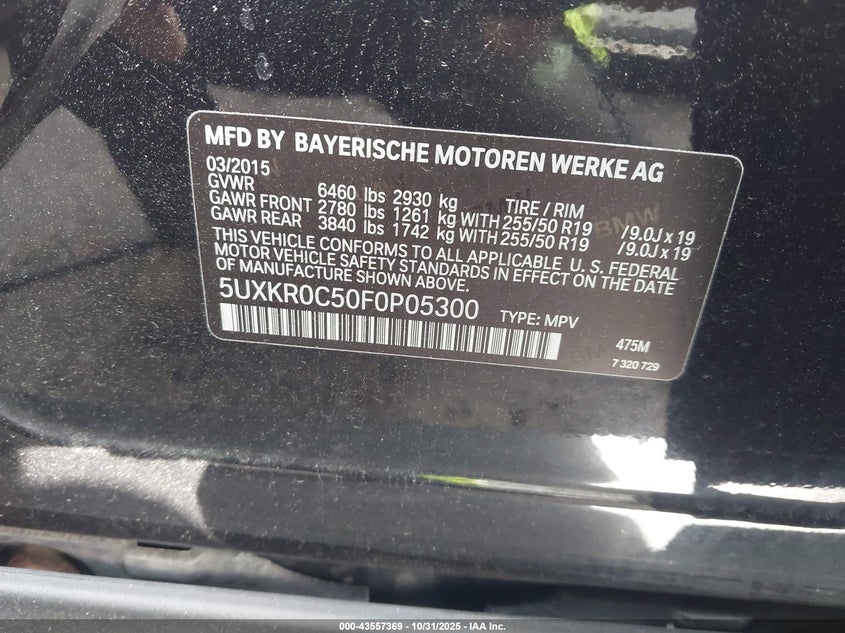 MFD BY BAYERISCHE MOTOREN WERKE AG
03/2015
GVWR 6460 lbs 2930 kg TIRE / RIM
GAWR FRONT 2780 lbs 1261 kg WITH 255/50 R19 /9.0J x 19
GAWR REAR 3840 lbs 1742 kg WITH 255/50 R19 /9.0J x 19
THIS VEHICLE CONFORMS TO ALL APPLICABLE U. S. FEDERAL
MOTOR VEHICLE SAFETY STANDARDS IN EFFECT ON THE DATE
OF MANUFACTURE SHOWN ABOVE.
5UXKR0C50F0P05300 TYPE: MPV
475M
7 320 729
000-43557369 - 10/31/2025 - IAA Inc.